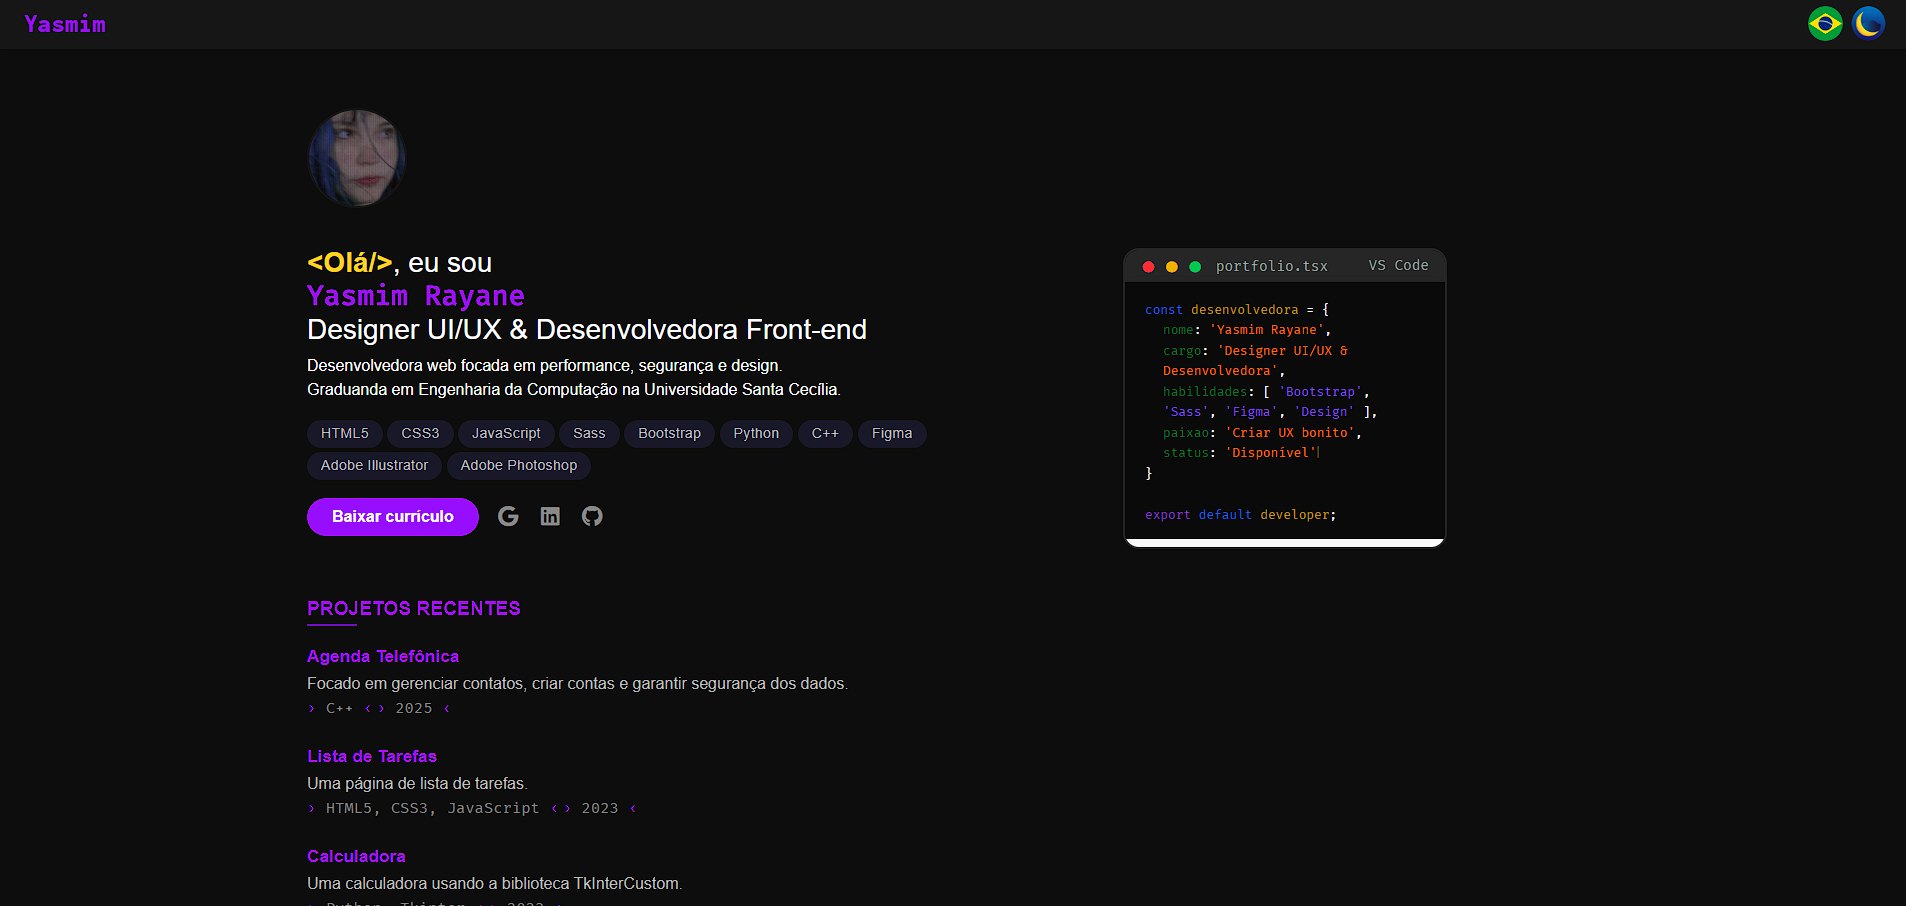 Yasmim
<Olá/>, eu sou
Yasmim Rayane
Designer UI/UX & Desenvolvedora Front-end
Desenvolvedora web focada em performance, segurança e design.
Graduanda em Engenharia da Computação na Universidade Santa Cecília.
HTML5 CSS3 JavaScript Sass Bootstrap Python C++ Figma
Adobe Illustrator Adobe Photoshop
Baixar currículo
portfolio.tsx VS Code
const desenvolvedora = {
nome: 'Yasmim Rayane',
cargo: 'Designer UI/UX &
Desenvolvedora',
habilidades: [ 'Bootstrap',
'Sass', 'Figma', 'Design' ],
paixao: 'Criar UX bonito',
status: 'Disponível'|
}
export default developer;
PROJETOS RECENTES
Agenda Telefônica
Focado em gerenciar contatos, criar contas e garantir segurança dos dados.
› C++ ‹ › 2025 ‹
Lista de Tarefas
Uma página de lista de tarefas.
› HTML5, CSS3, JavaScript ‹ › 2023 ‹
Calculadora
Uma calculadora usando a biblioteca TkInterCustom.